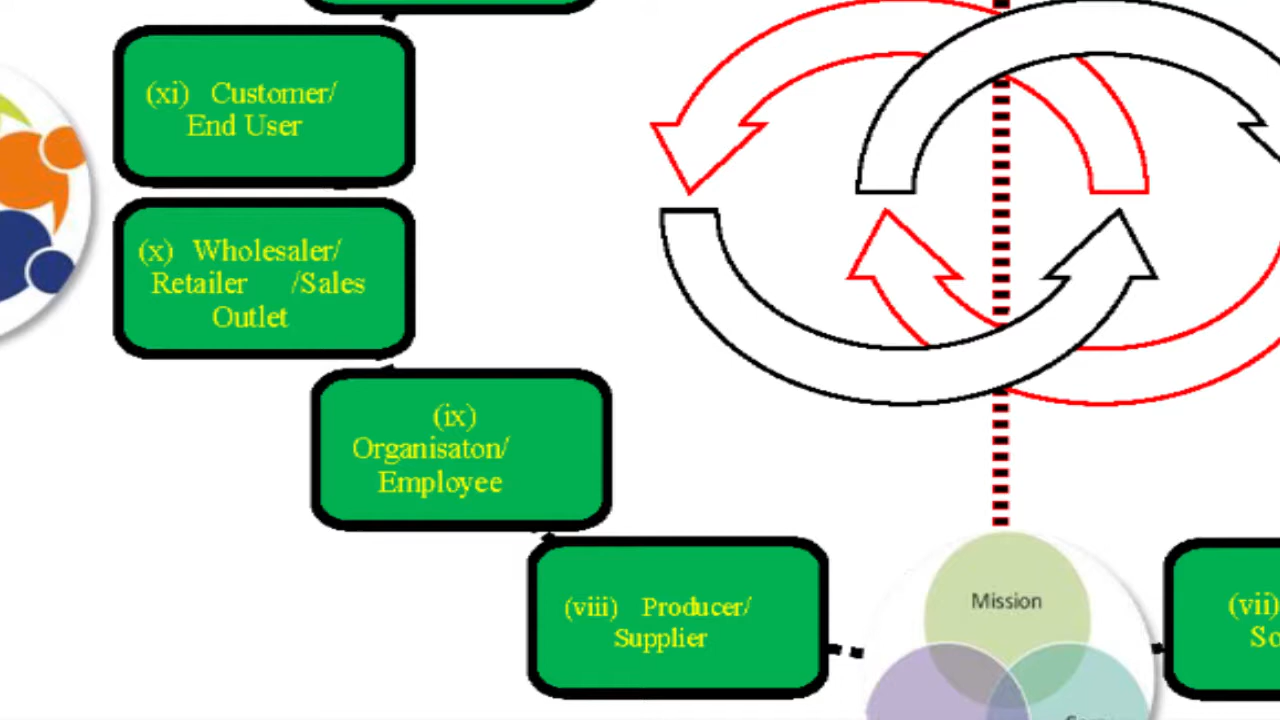 (xi) Customer/
End User
(x) Wholesaler/
Retailer /Sales
Outlet
(ix)
Organisaton/
Employee
(viii) Producer/
Supplier
Mission
(vii)